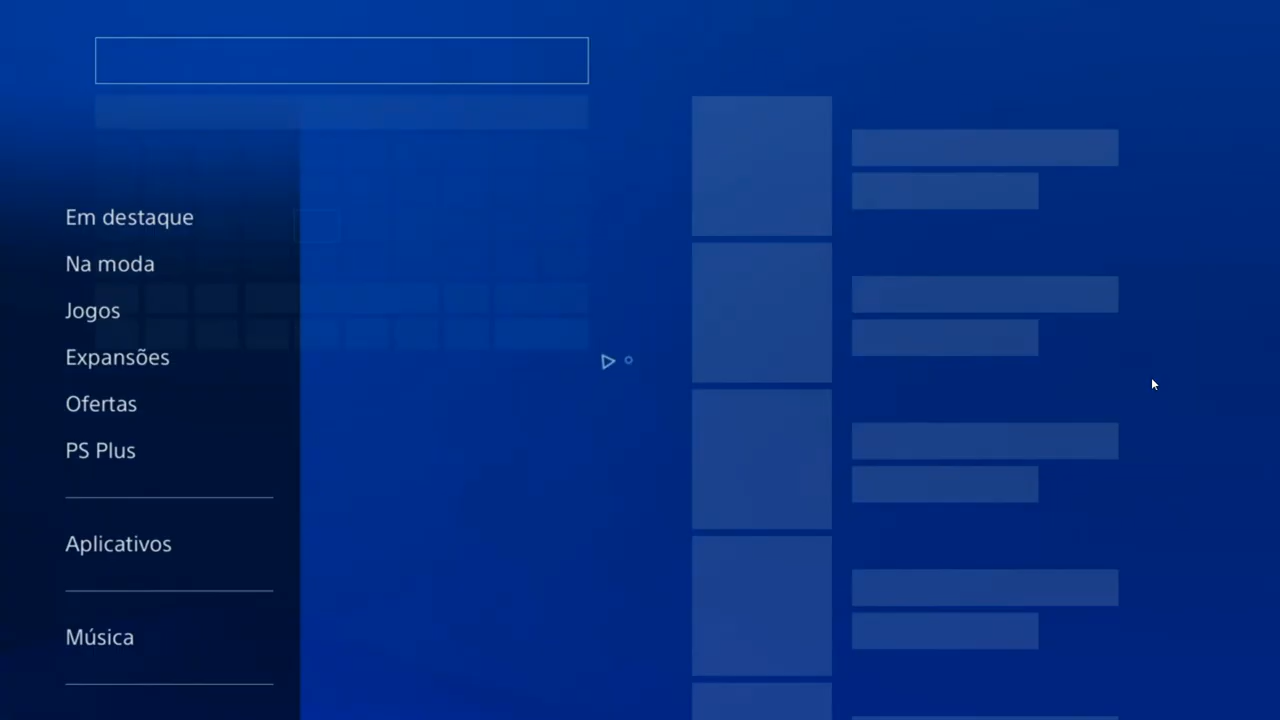 Em destaque
Na moda
Jogos
Expansões
Ofertas
PS Plus
Aplicativos
Música